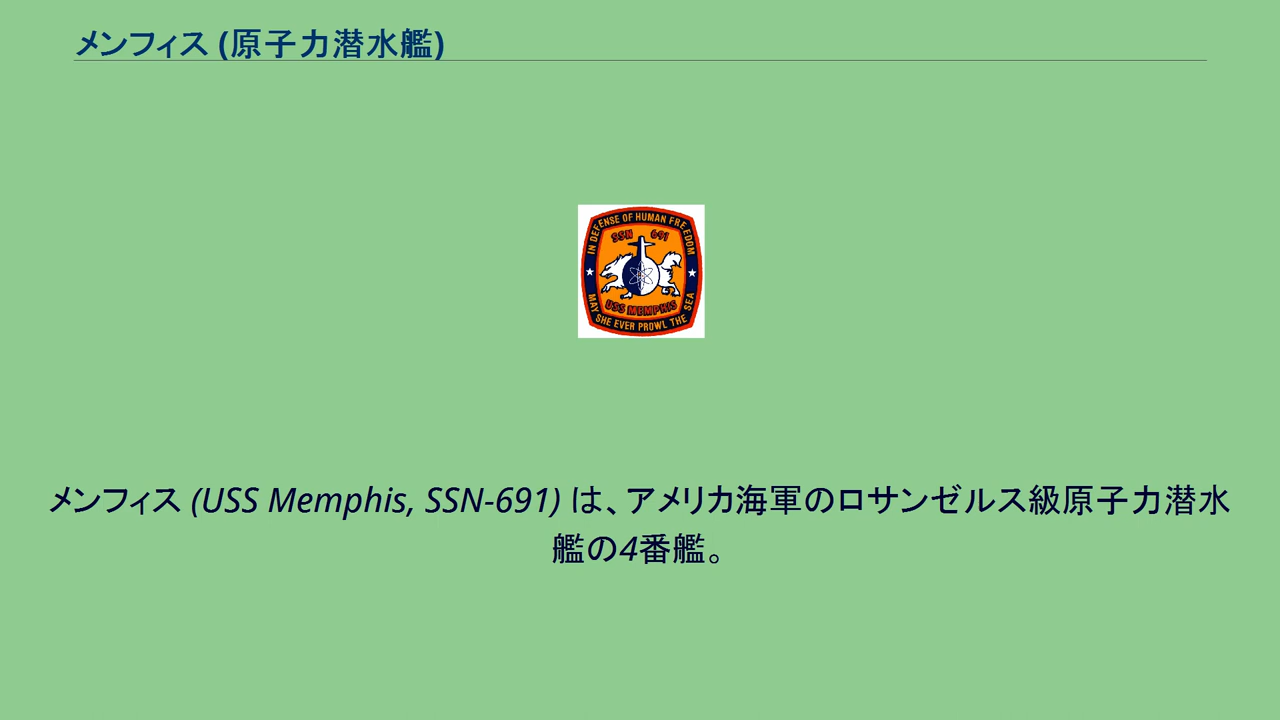 メンフィス (原子力潜水艦)
IN DEFENSE OF HUMAN FREEDOM
SSN 691
USS MEMPHIS
MAY SHE EVER PROWL THE SEA
メンフィス (USS Memphis, SSN-691) は、アメリカ海軍のロサンゼルス級原子力潜水
艦の4番艦。